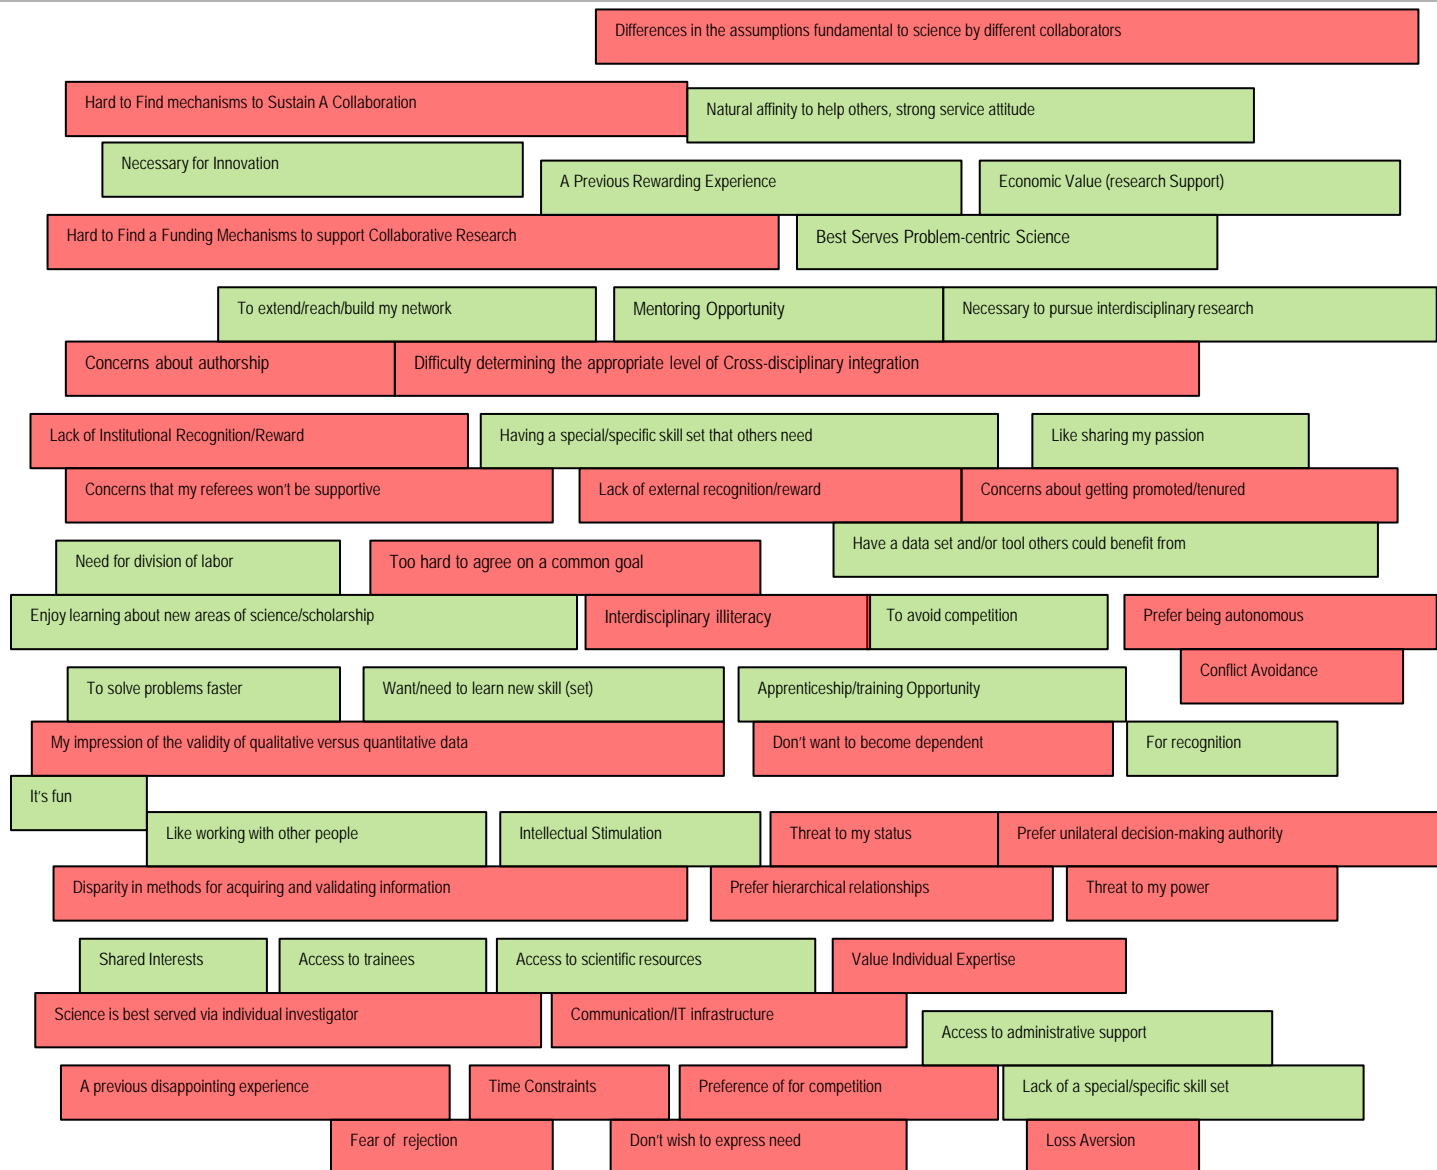 Differences in the assumptions fundamental to science by different collaborators
Hard to Find mechanisms to Sustain A Collaboration
Natural affinity to help others, strong service attitude
Necessary for Innovation
A Previous Rewarding Experience
Economic Value (research Support)
Hard to Find a Funding Mechanisms to support Collaborative Research
Best Serves Problem-centric Science
To extend/reach/build my network
Mentoring Opportunity
Necessary to pursue interdisciplinary research
Concerns about authorship
Difficulty determining the appropriate level of Cross-disciplinary integration
Lack of Institutional Recognition/Reward
Having a special/specific skill set that others need
Like sharing my passion
Concerns that my referees won't be supportive
Lack of external recognition/reward
Concerns about getting promoted/tenured
Have a data set and/or tool others could benefit from
Need for division of labor
Too hard to agree on a common goal
Enjoy learning about new areas of science/scholarship
Interdisciplinary illiteracy
To avoid competition
Prefer being autonomous
Conflict Avoidance
To solve problems faster
Want/need to learn new skill (set)
Apprenticeship/training Opportunity
My impression of the validity of qualitative versus quantitative data
Don't want to become dependent
For recognition
It's fun
Like working with other people
Intellectual Stimulation
Threat to my status
Prefer unilateral decision-making authority
Disparity in methods for acquiring and validating information
Prefer hierarchical relationships
Threat to my power
Shared Interests
Access to trainees
Access to scientific resources
Value Individual Expertise
Science is best served via individual investigator
Communication/IT infrastructure
Access to administrative support
A previous disappointing experience
Time Constraints
Preference of for competition
Lack of a special/specific skill set
Fear of rejection
Don't wish to express need
Loss Aversion